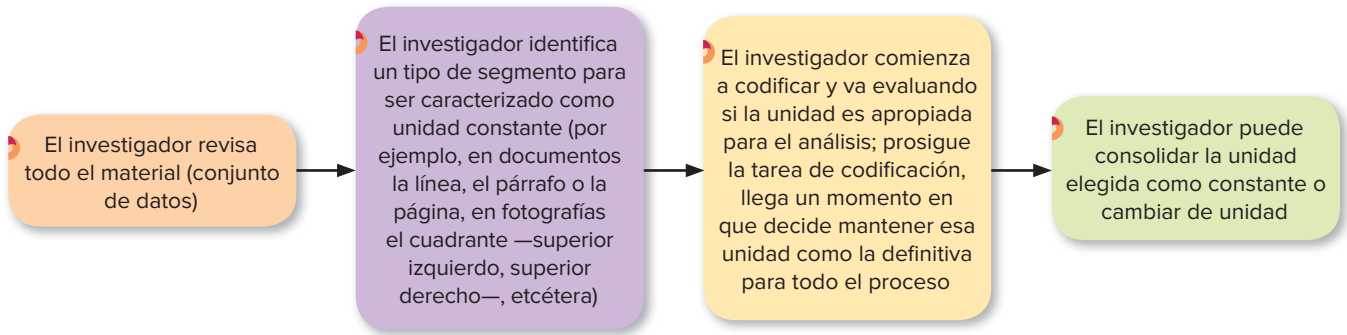 El investigador revisa
todo el material (conjunto
de datos)
El investigador identifica
un tipo de segmento para
ser caracterizado como
unidad constante (por
ejemplo, en documentos
la línea, el párrafo o la
página, en fotografías
el cuadrante —superior
izquierdo, superior
derecho—, etcétera)
El investigador comienza
a codificar y va evaluando
si la unidad es apropiada
para el análisis; prosigue
la tarea de codificación,
llega un momento en
que decide mantener esa
unidad como la definitiva
para todo el proceso
El investigador puede
consolidar la unidad
elegida como constante o
cambiar de unidad